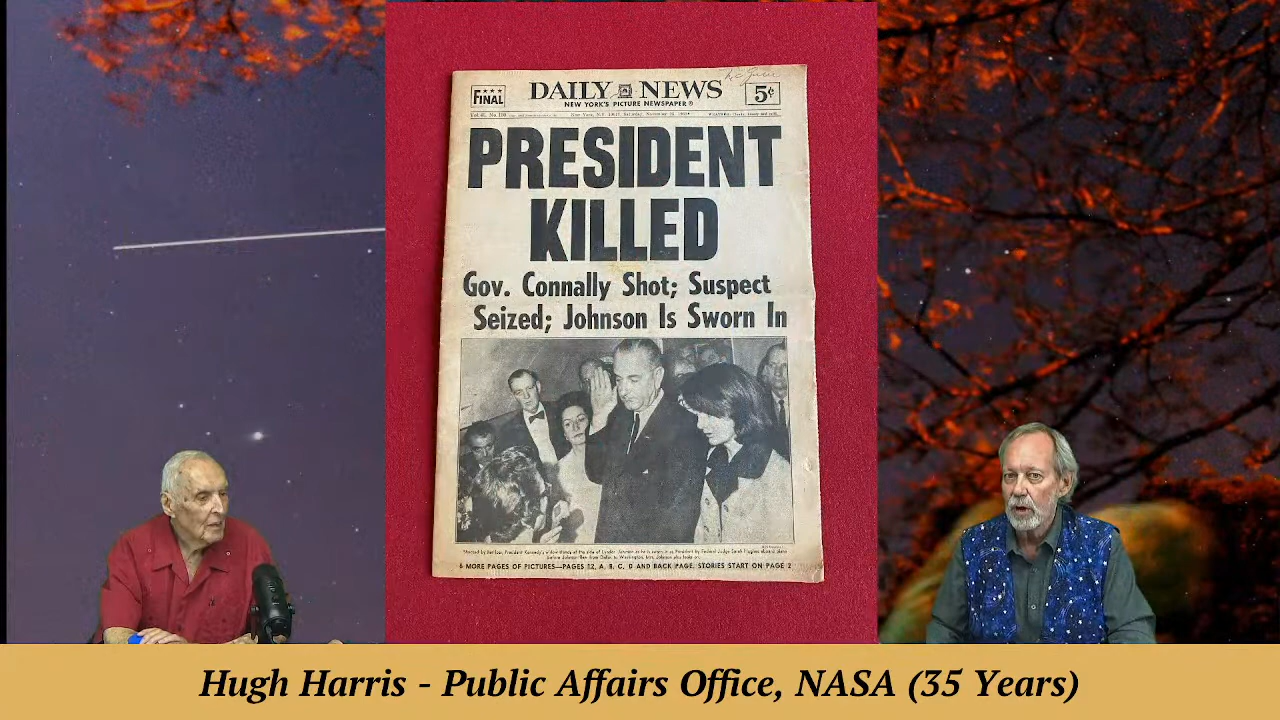 FINAL
DAILY NEWS
NEW YORK'S PICTURE NEWSPAPER®
5¢
PRESIDENT
KILLED
Gov. Connally Shot; Suspect
Seized; Johnson Is Sworn In
6 MORE PAGES OF PICTURES—PAGES 12, A, B, C, D AND BACK PAGE. STORIES START ON PAGE 2
Hugh Harris - Public Affairs Office, NASA (35 Years)